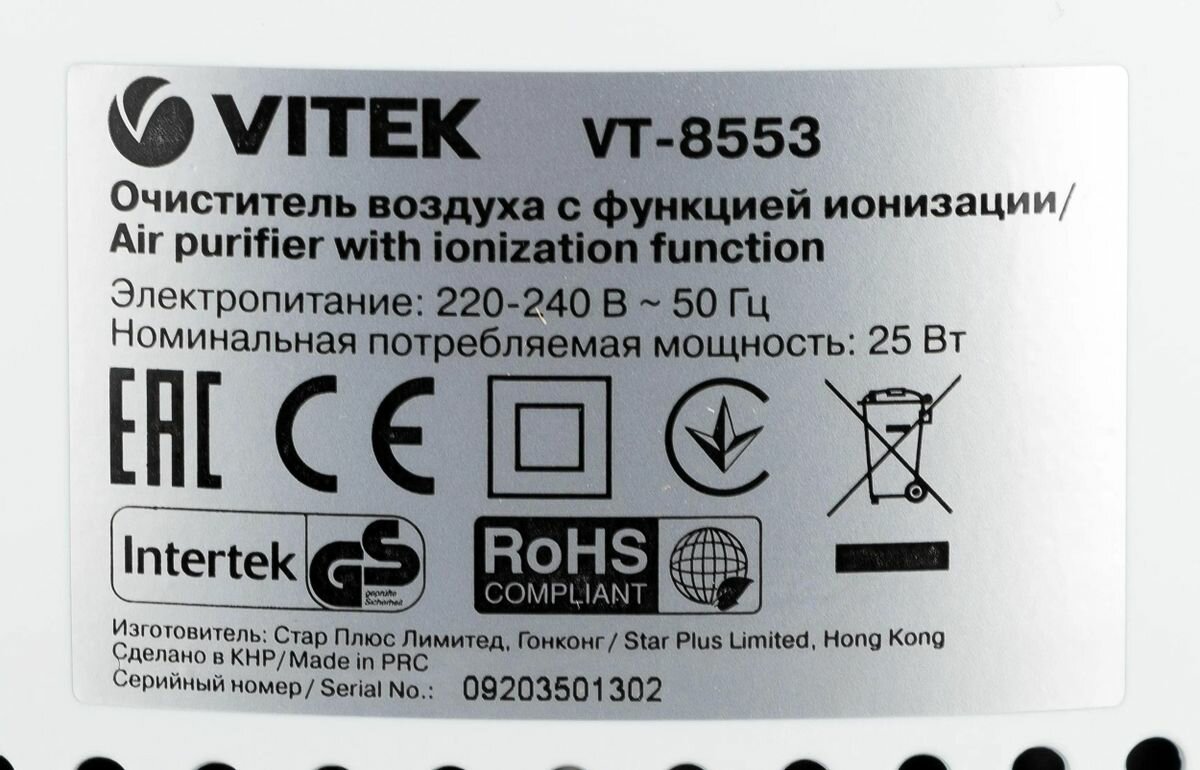 VITEK VT-8553
Очиститель воздуха с функцией ионизации/
Air purifier with ionization function
Электропитание: 220-240 В ~ 50 Гц
Номинальная потребляемая мощность: 25 Вт
EAC CE
Intertek GS geprüfte Sicherheit
RoHS
COMPLIANT
Изготовитель: Стар Плюс Лимитед, Гонконг / Star Plus Limited, Hong Kong
Сделано в КНР/Made in PRC
Серийный номер/ Serial No.: 09203501302